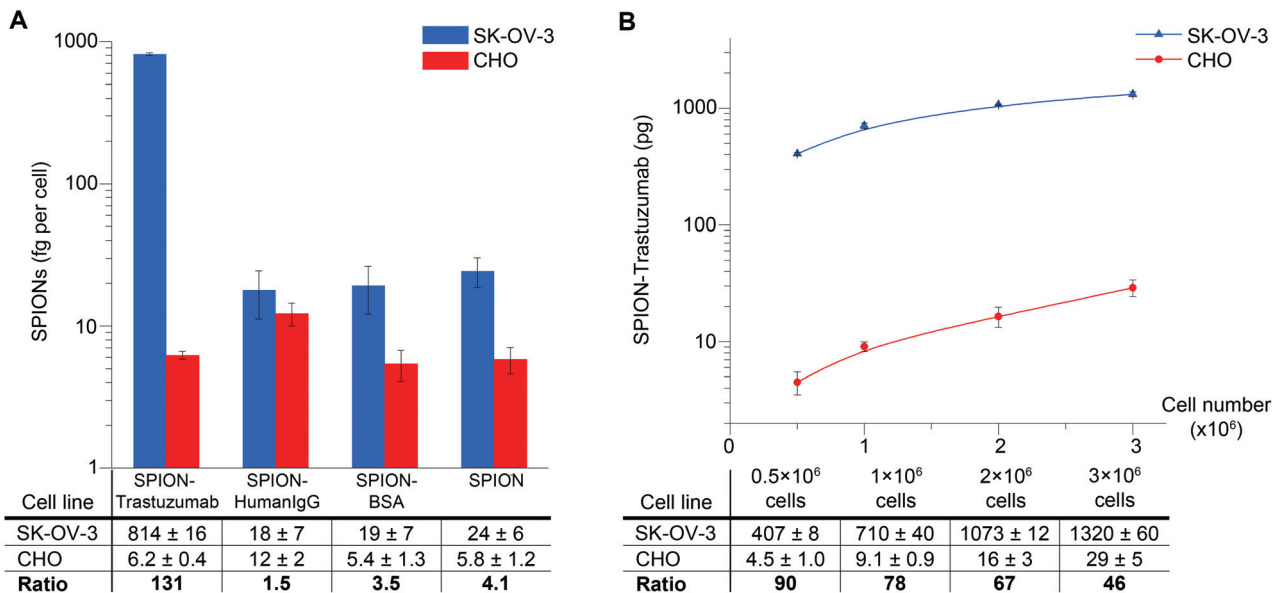 A
SK-OV-3
CHO
1000
100
10
1
SPIONs (fg per cell)
Cell line SPION-Trastuzumab SPION-HumanIgG SPION-BSA SPION
SK-OV-3 814 ± 16 18 ± 7 19 ± 7 24 ± 6
CHO 6.2 ± 0.4 12 ± 2 5.4 ± 1.3 5.8 ± 1.2
Ratio 131 1.5 3.5 4.1
B
SK-OV-3
CHO
1000
100
10
SPION-Trastuzumab (pg)
0 1 2 3
Cell number
(x10⁶)
Cell line 0.5×10⁶ cells 1×10⁶ cells 2×10⁶ cells 3×10⁶ cells
SK-OV-3 407 ± 8 710 ± 40 1073 ± 12 1320 ± 60
CHO 4.5 ± 1.0 9.1 ± 0.9 16 ± 3 29 ± 5
Ratio 90 78 67 46